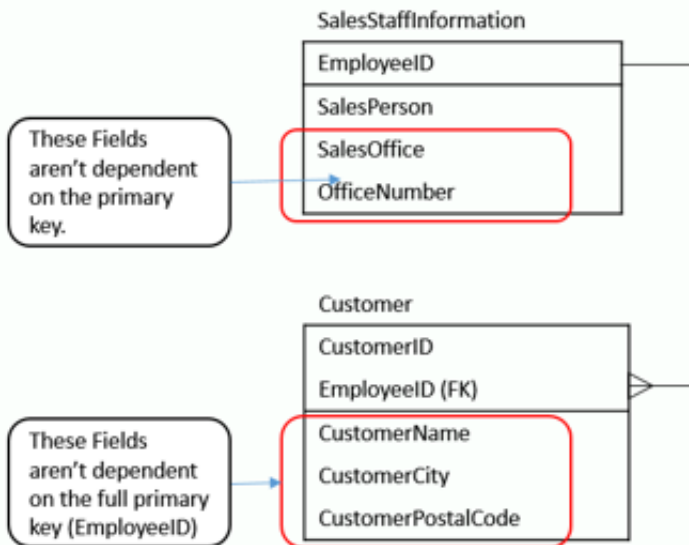 SalesStaffInformation
EmployeeID
SalesPerson
SalesOffice
OfficeNumber
These Fields
aren't dependent
on the primary
key.
Customer
CustomerID
EmployeeID (FK)
CustomerName
CustomerCity
CustomerPostalCode
These Fields
aren't dependent
on the full primary
key (EmployeeID)